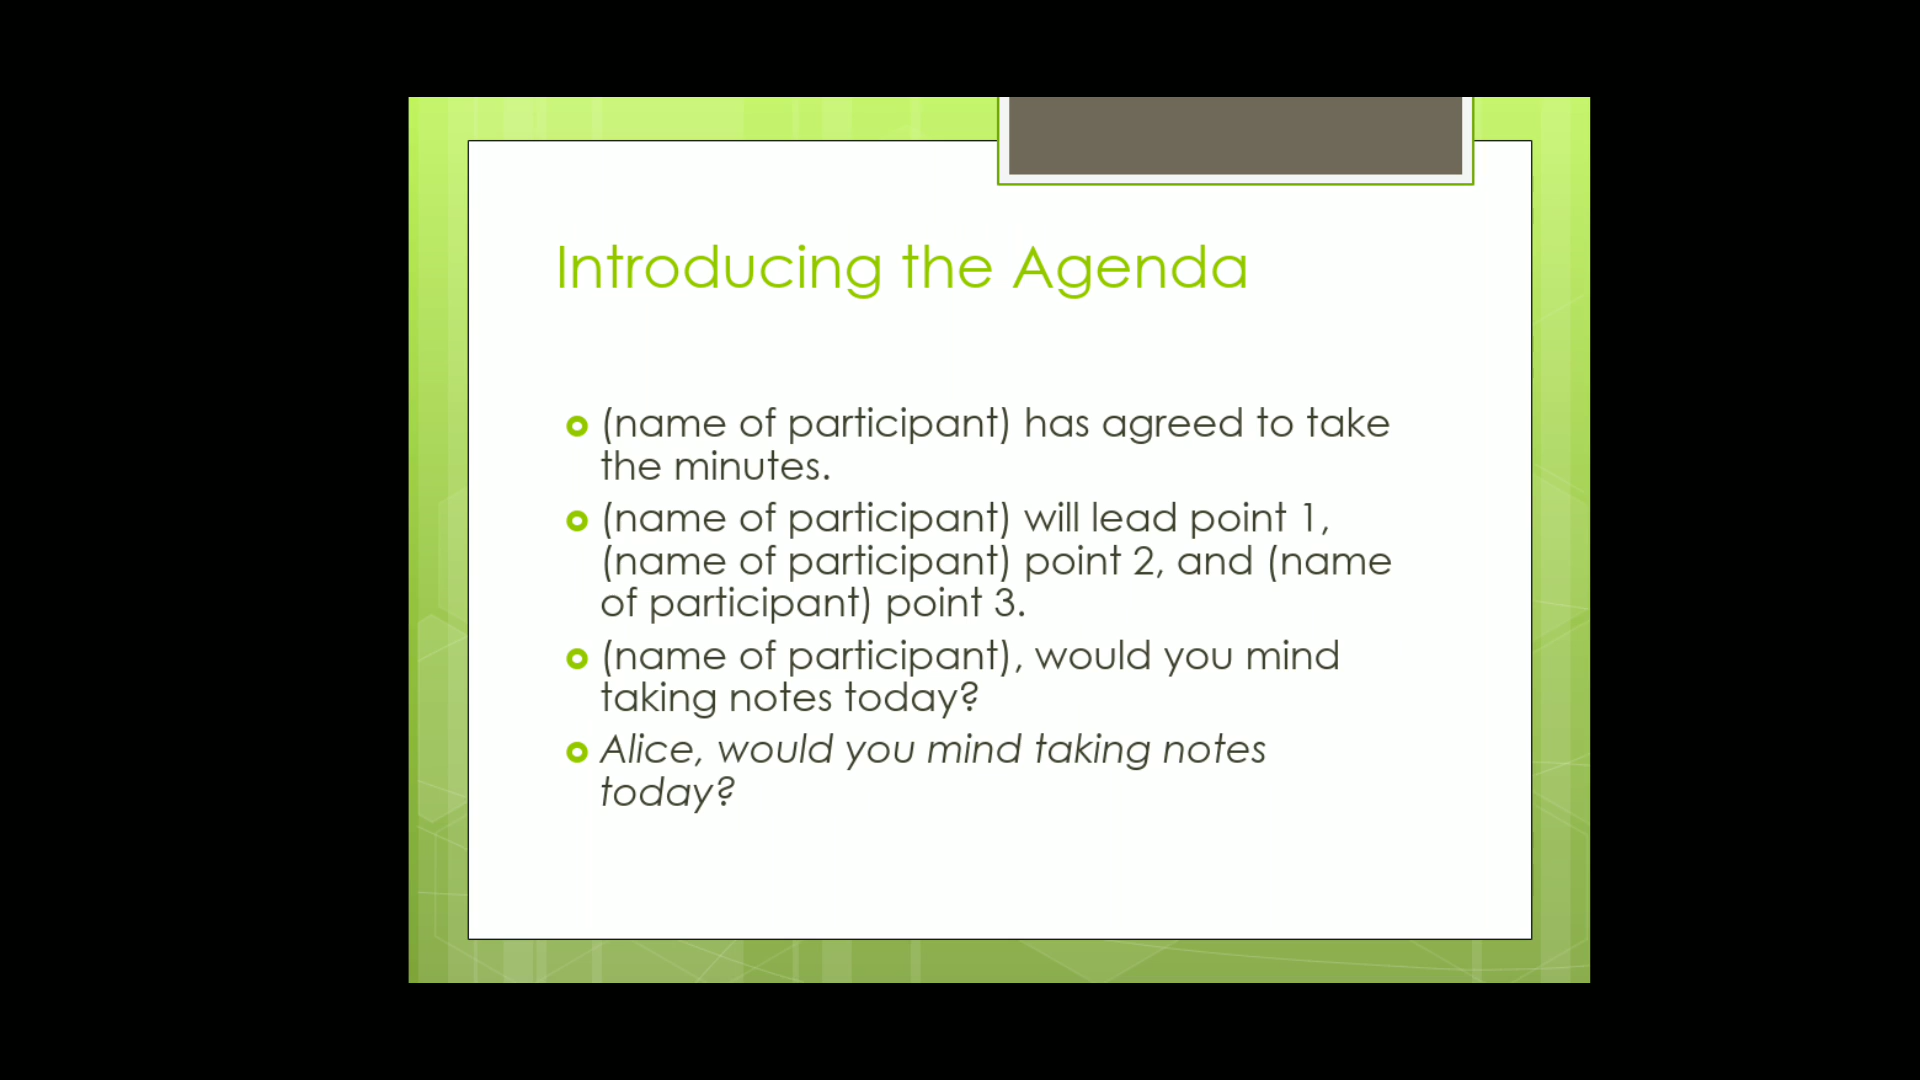 Introducing the Agenda
(name of participant) has agreed to take
the minutes.
(name of participant) will lead point 1,
(name of participant) point 2, and (name
of participant) point 3.
(name of participant), would you mind
taking notes today?
Alice, would you mind taking notes
today?